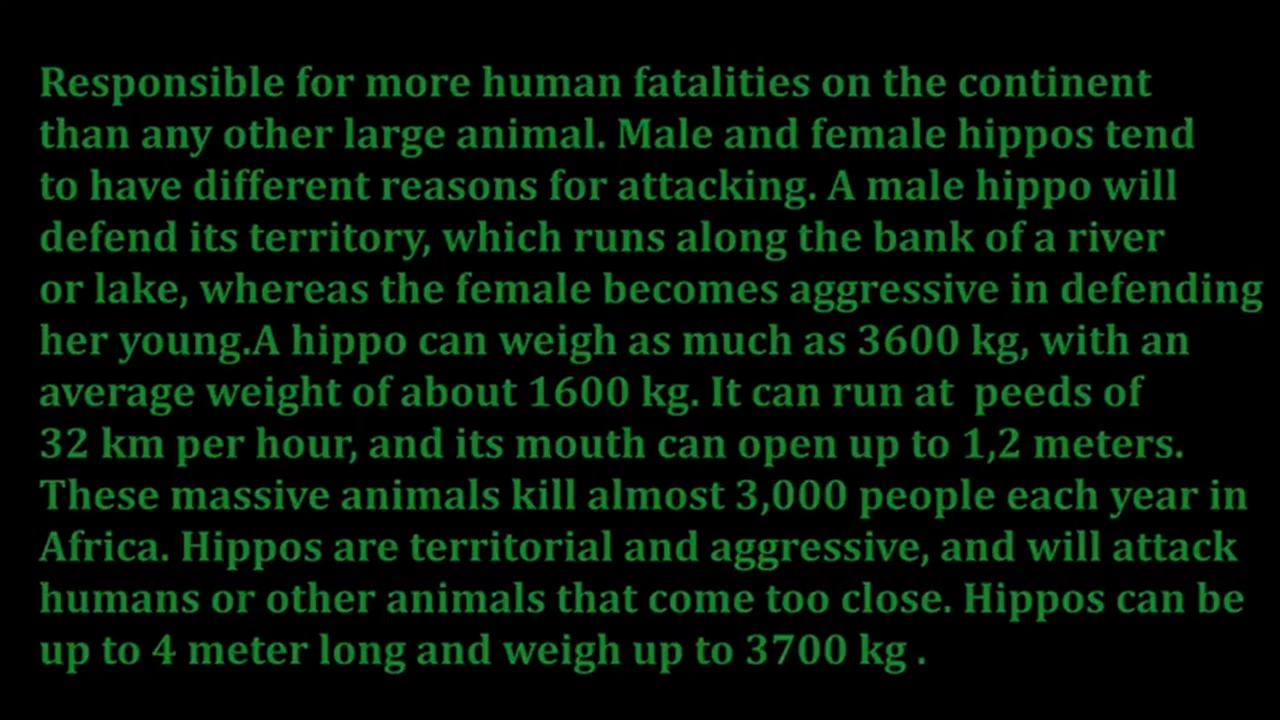 Responsible for more human fatalities on the continent
than any other large animal. Male and female hippos tend
to have different reasons for attacking. A male hippo will
defend its territory, which runs along the bank of a river
or lake, whereas the female becomes aggressive in defending
her young.A hippo can weigh as much as 3600 kg, with an
average weight of about 1600 kg. It can run at  peeds of
32 km per hour, and its mouth can open up to 1,2 meters.
These massive animals kill almost 3,000 people each year in
Africa. Hippos are territorial and aggressive, and will attack
humans or other animals that come too close. Hippos can be
up to 4 meter long and weigh up to 3700 kg .